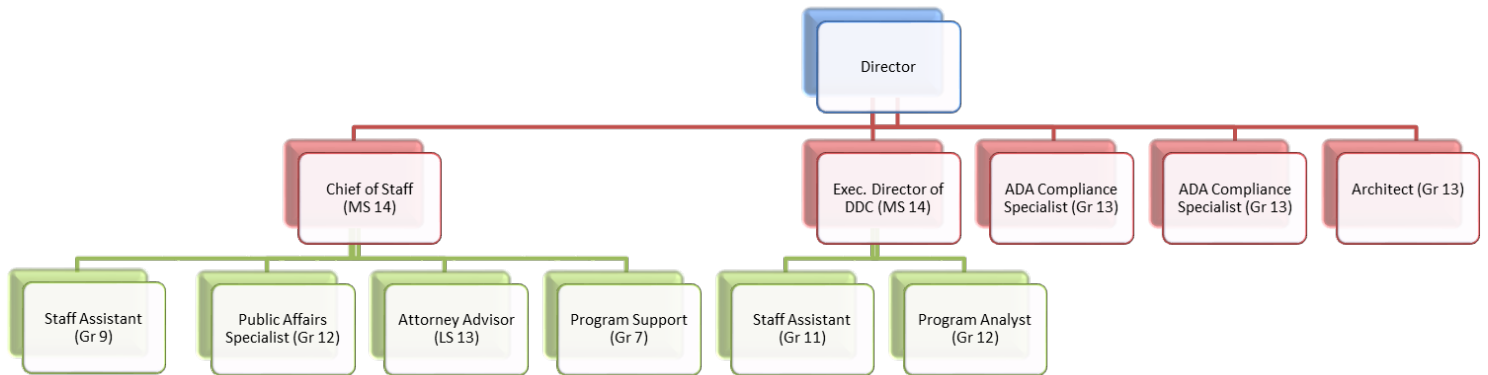 Director
Chief of Staff
(MS 14)
Exec. Director of
DDC (MS 14)
ADA Compliance
Specialist (Gr 13)
ADA Compliance
Specialist (Gr 13)
Architect (Gr 13)
Staff Assistant
(Gr 9)
Public Affairs
Specialist (Gr 12)
Attorney Advisor
(LS 13)
Program Support
(Gr 7)
Staff Assistant
(Gr 11)
Program Analyst
(Gr 12)